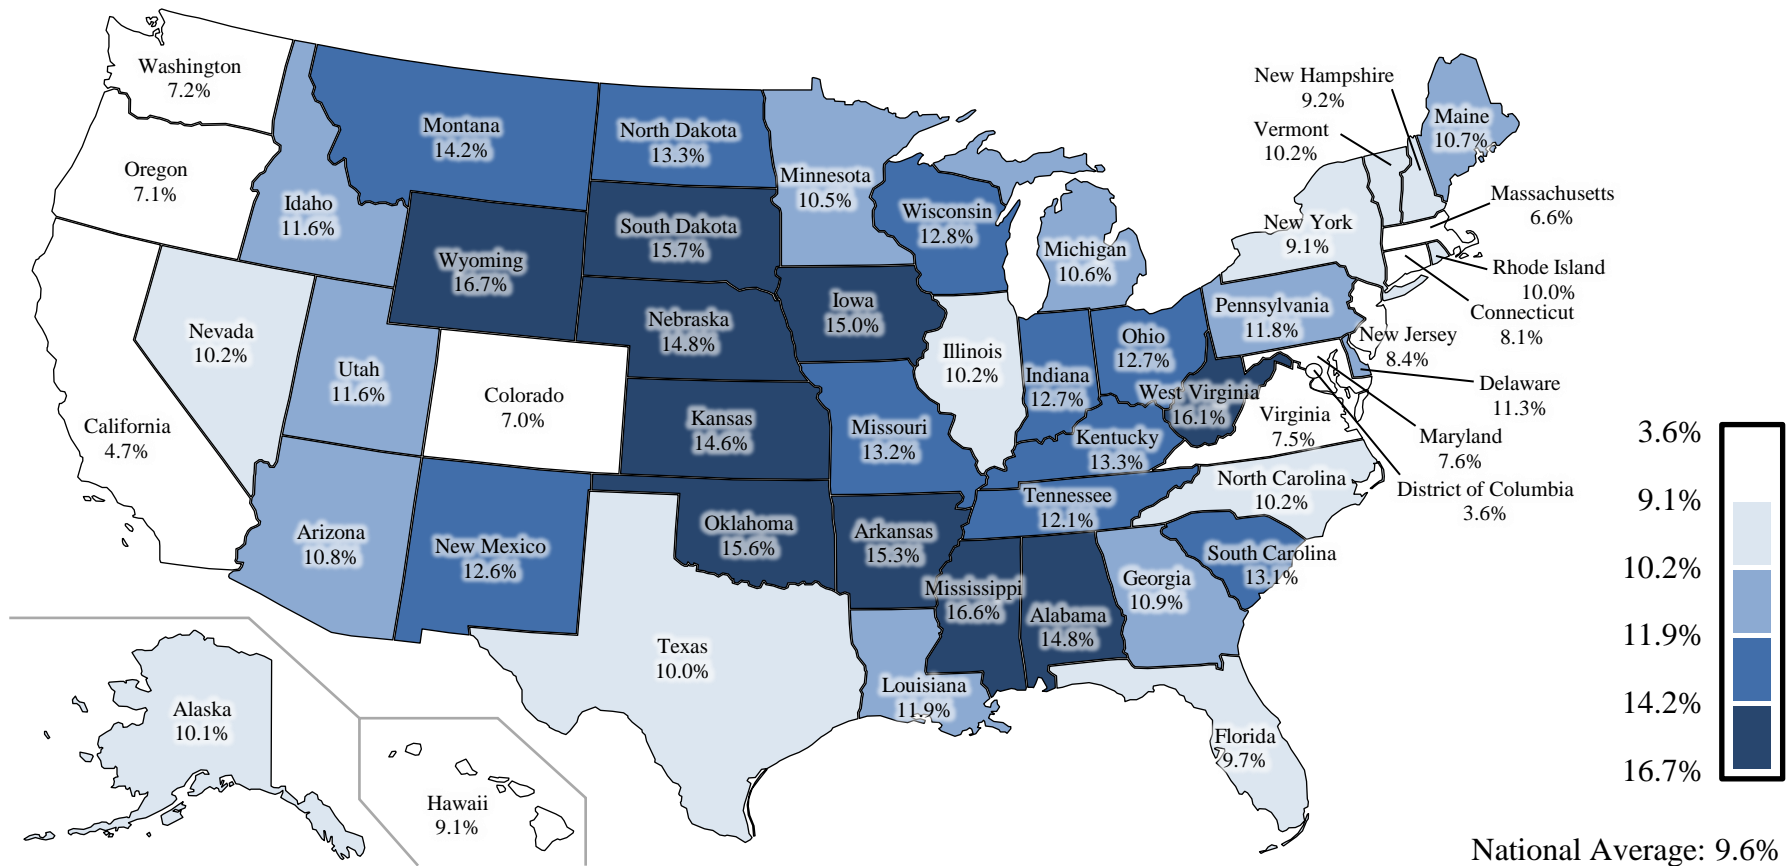 Washington
7.2%
Oregon
7.1%
California
4.7%
Idaho
11.6%
Nevada
10.2%
Utah
11.6%
Arizona
10.8%
Montana
14.2%
Wyoming
16.7%
Colorado
7.0%
New Mexico
12.6%
North Dakota
13.3%
South Dakota
15.7%
Nebraska
14.8%
Kansas
14.6%
Oklahoma
15.6%
Texas
10.0%
Minnesota
10.5%
Iowa
15.0%
Missouri
13.2%
Arkansas
15.3%
Louisiana
11.9%
Wisconsin
12.8%
Illinois
10.2%
Michigan
10.6%
Indiana
12.7%
Ohio
12.7%
Kentucky
13.3%
Tennessee
12.1%
Mississippi
16.6%
Alabama
14.8%
Georgia
10.9%
Florida
9.7%
South Carolina
13.1%
North Carolina
10.2%
Virginia
7.5%
West Virginia
16.1%
Pennsylvania
11.8%
New York
9.1%
Vermont
10.2%
New Hampshire
9.2%
Maine
10.7%
Massachusetts
6.6%
Rhode Island
10.0%
Connecticut
8.1%
New Jersey
8.4%
Delaware
11.3%
Maryland
7.6%
District of Columbia
3.6%
Alaska
10.1%
Hawaii
9.1%
3.6%
9.1%
10.2%
11.9%
14.2%
16.7%
National Average: 9.6%